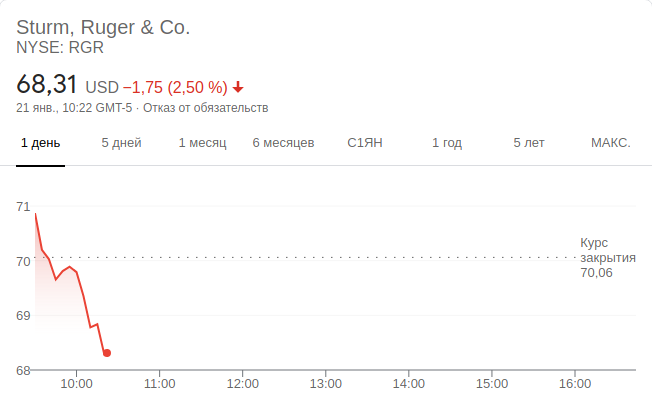 Sturm, Ruger & Co.
NYSE: RGR
68,31 USD −1,75 (2,50 %)
21 янв., 10:22 GMT-5 · Отказ от обязательств
1 день 5 дней 1 месяц 6 месяцев С1ЯН 1 год 5 лет МАКС.
71
70
69
68
Курс
закрытия
70,06
10:00 11:00 12:00 13:00 14:00 15:00 16:00